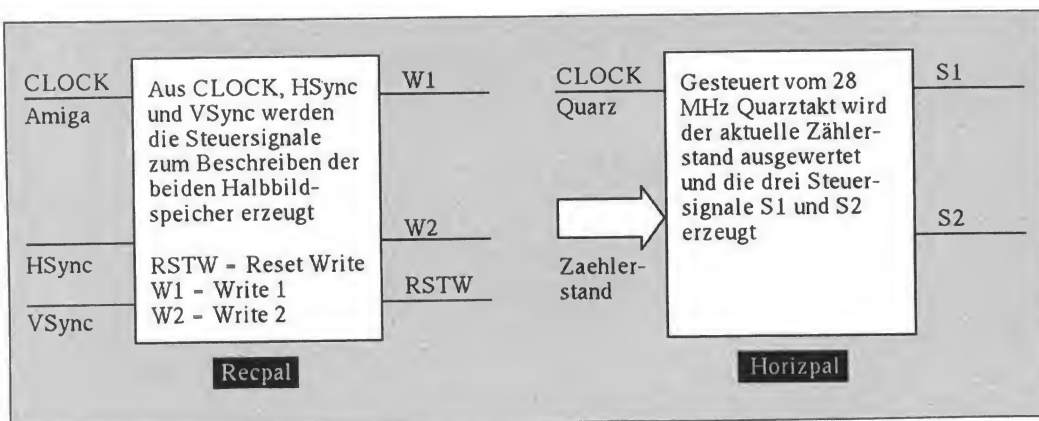 CLOCK
Amiga
HSync
VSync
Aus CLOCK, HSync
und VSync werden
die Steuersignale
zum Beschreiben der
beiden Halbbild-
speicher erzeugt
RSTW = Reset Write
W1 = Write 1
W2 = Write 2
W1
W2
RSTW
Recpal
CLOCK
Quarz
Zaehler-
stand
Gesteuert vom 28
MHz Quarztakt wird
der aktuelle Zähler-
stand ausgewertet
und die drei Steuer-
signale S1 und S2
erzeugt
S1
S2
Horizpal